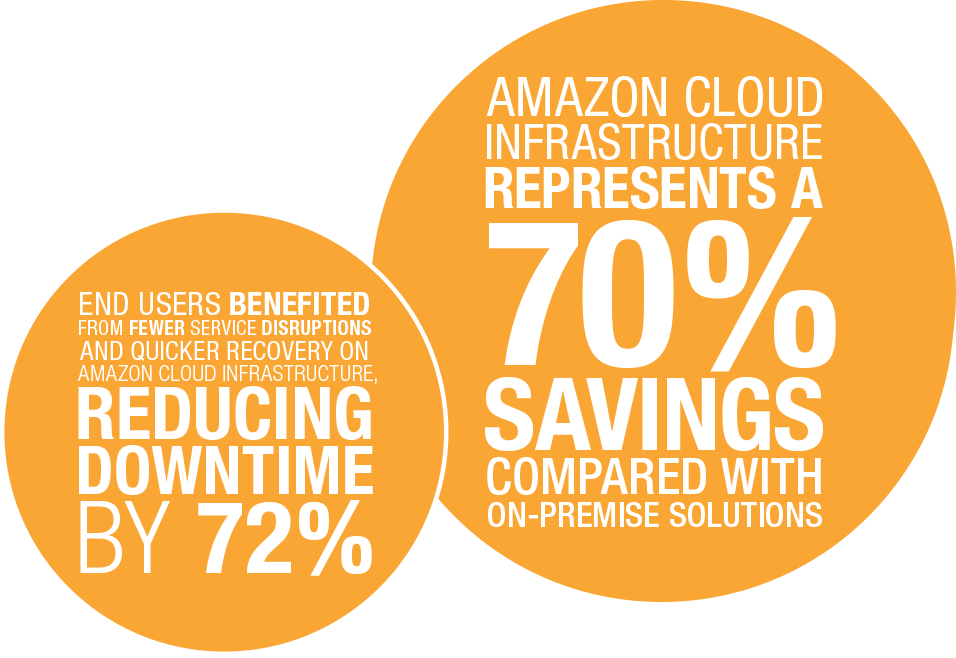 AMAZON CLOUD
INFRASTRUCTURE
REPRESENTS A
70%
SAVINGS
COMPARED WITH
ON-PREMISE SOLUTIONS
END USERS BENEFITED
FROM FEWER SERVICE DISRUPTIONS
AND QUICKER RECOVERY ON
AMAZON CLOUD INFRASTRUCTURE,
REDUCING
DOWNTIME
BY 72%